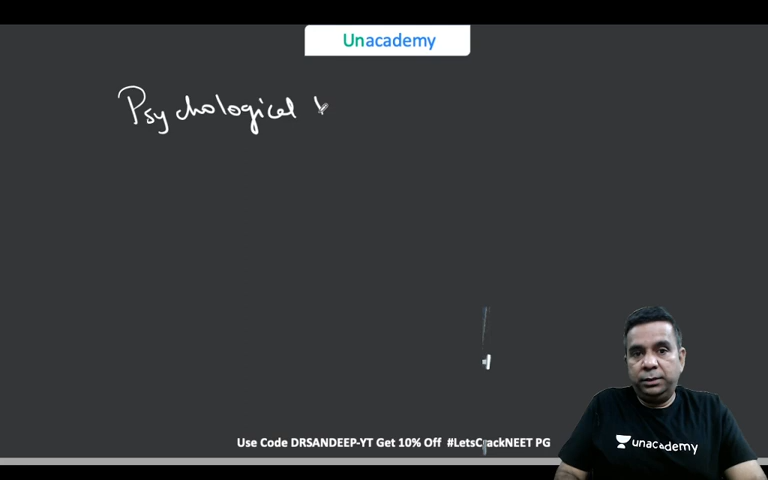 Unacademy
Psychological
unacademy
Use Code DRSANDEEP-YT Get 10% Off #LetsCrackNEET PG